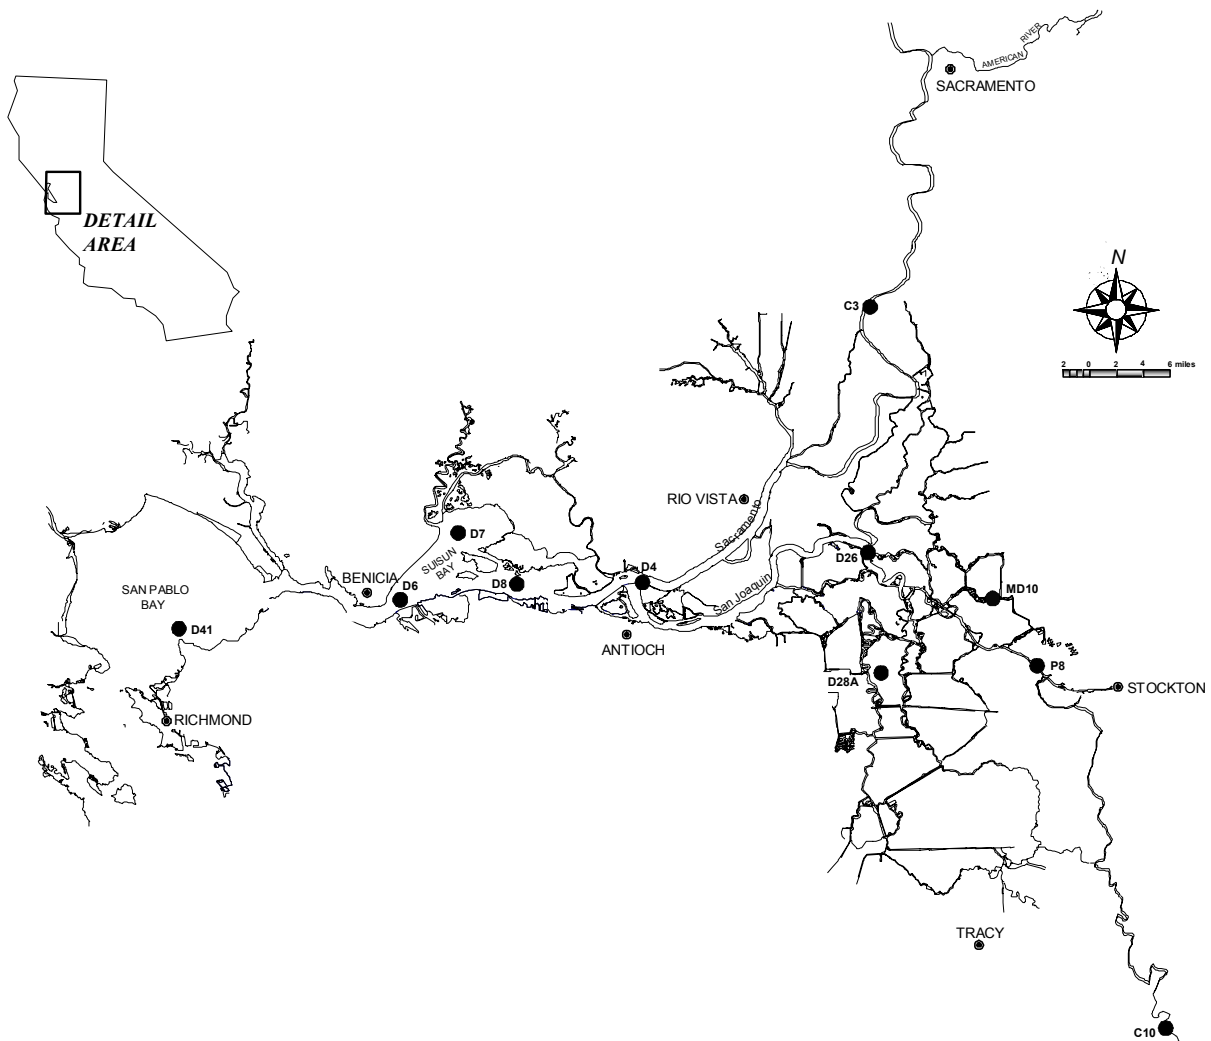 AMERICAN RIVER
SACRAMENTO
DETAIL
AREA
N
C3
2 0 2 4 6 miles
RIO VISTA
Sacramento
D7
SUISUN
BAY
D26
BENICIA
D8
D4
D6
SAN PABLO
BAY
San Joaquin
MD10
D41
ANTIOCH
P8
D28A
STOCKTON
RICHMOND
TRACY
C10